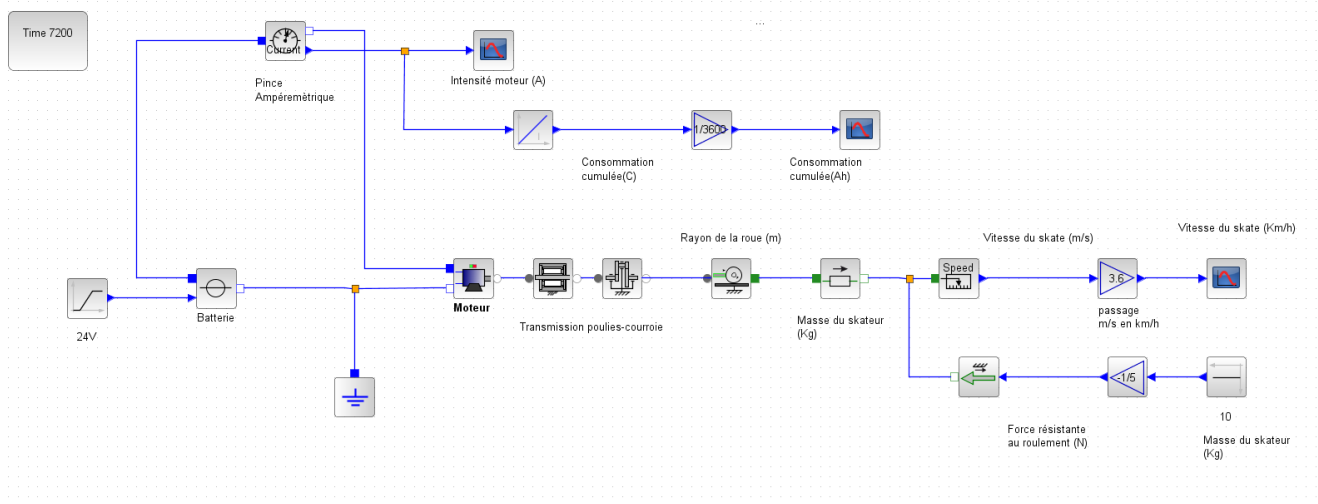 Time 7200
...
Current
Pince
Ampéremètrique
Intensité moteur (A)
1/3600
Consommation
cumulée(C)
Consommation
cumulée(Ah)
Rayon de la roue (m)
Vitesse du skate (m/s)
Vitesse du skate (Km/h)
Speed
3.6
Batterie
24V
Moteur
Transmission poulies-courroie
Masse du skateur
(Kg)
passage
m/s en km/h
-1/5
10
Force résistante
au roulement (N)
Masse du skateur
(Kg)